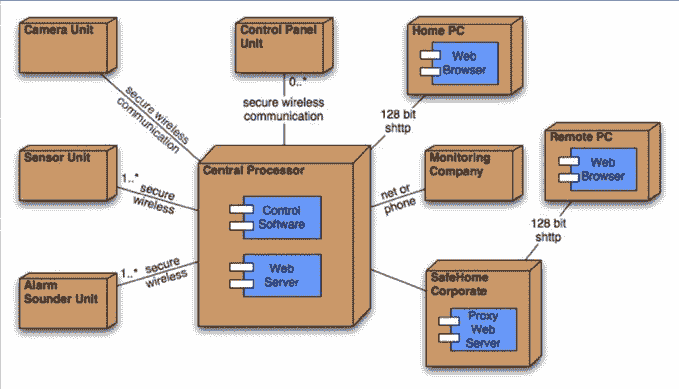 Camera Unit
Control Panel
Unit
Home PC
Web
Browser
0..*
secure wireless
communication
secure wireless
communication
128 bit
shttp
Remote PC
Web
Browser
Sensor Unit
1..*
secure
wireless
Central Processor
Control
Software
Web
Server
Monitoring
Company
net or
phone
128 bit
shttp
Alarm
Sounder Unit
1..*
secure
wireless
SafeHome
Corporate
Proxy
Web
Server